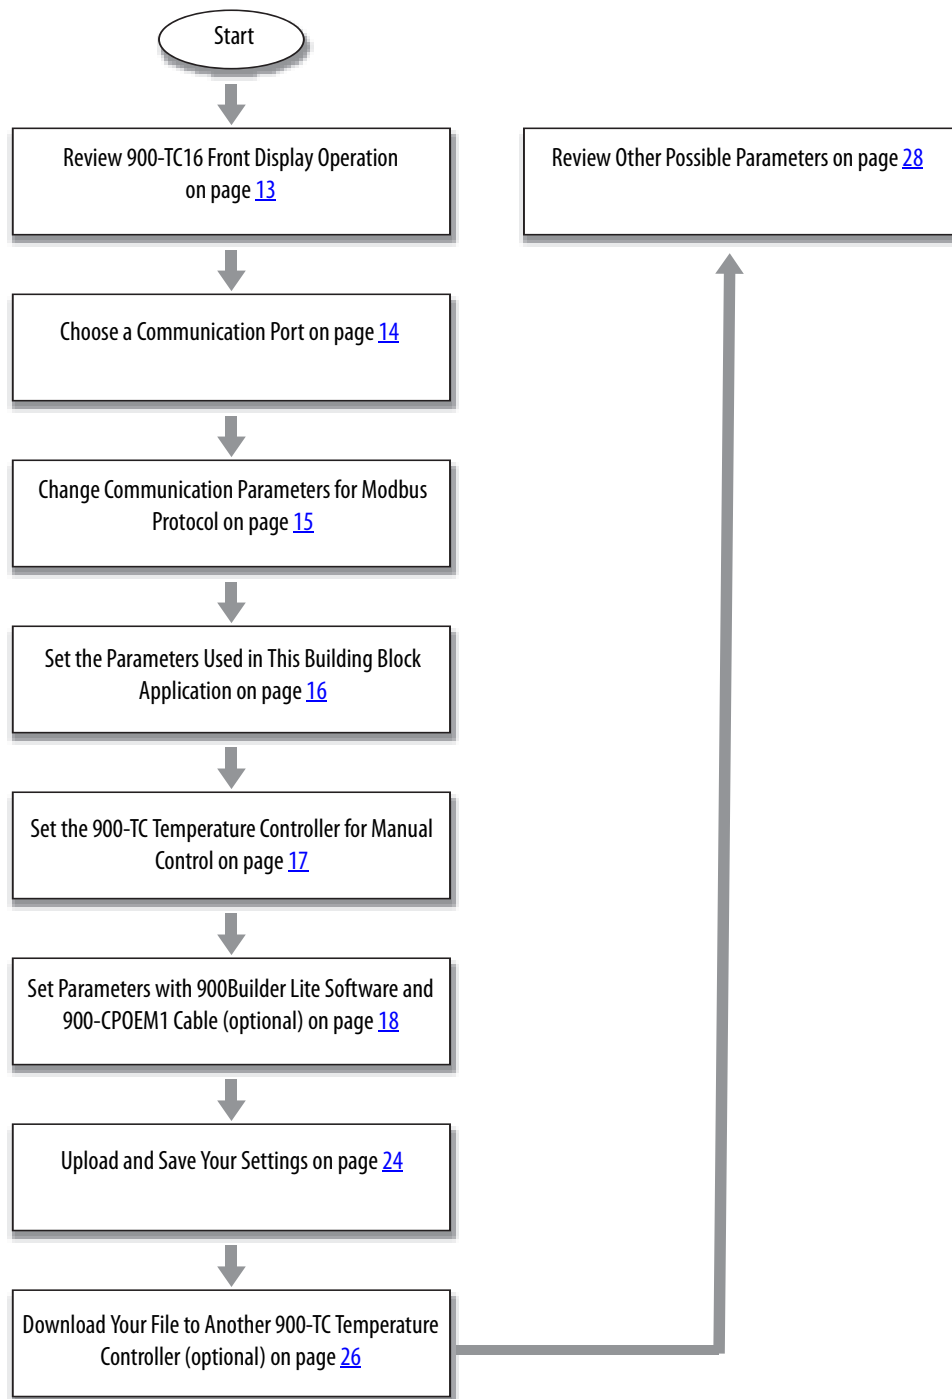 Start
Review 900-TC16 Front Display Operation
on page 13
Choose a Communication Port on page 14
Change Communication Parameters for Modbus
Protocol on page 15
Set the Parameters Used in This Building Block
Application on page 16
Set the 900-TC Temperature Controller for Manual
Control on page 17
Set Parameters with 900Builder Lite Software and
900-CPOEM1 Cable (optional) on page 18
Upload and Save Your Settings on page 24
Download Your File to Another 900-TC Temperature
Controller (optional) on page 26
Review Other Possible Parameters on page 28